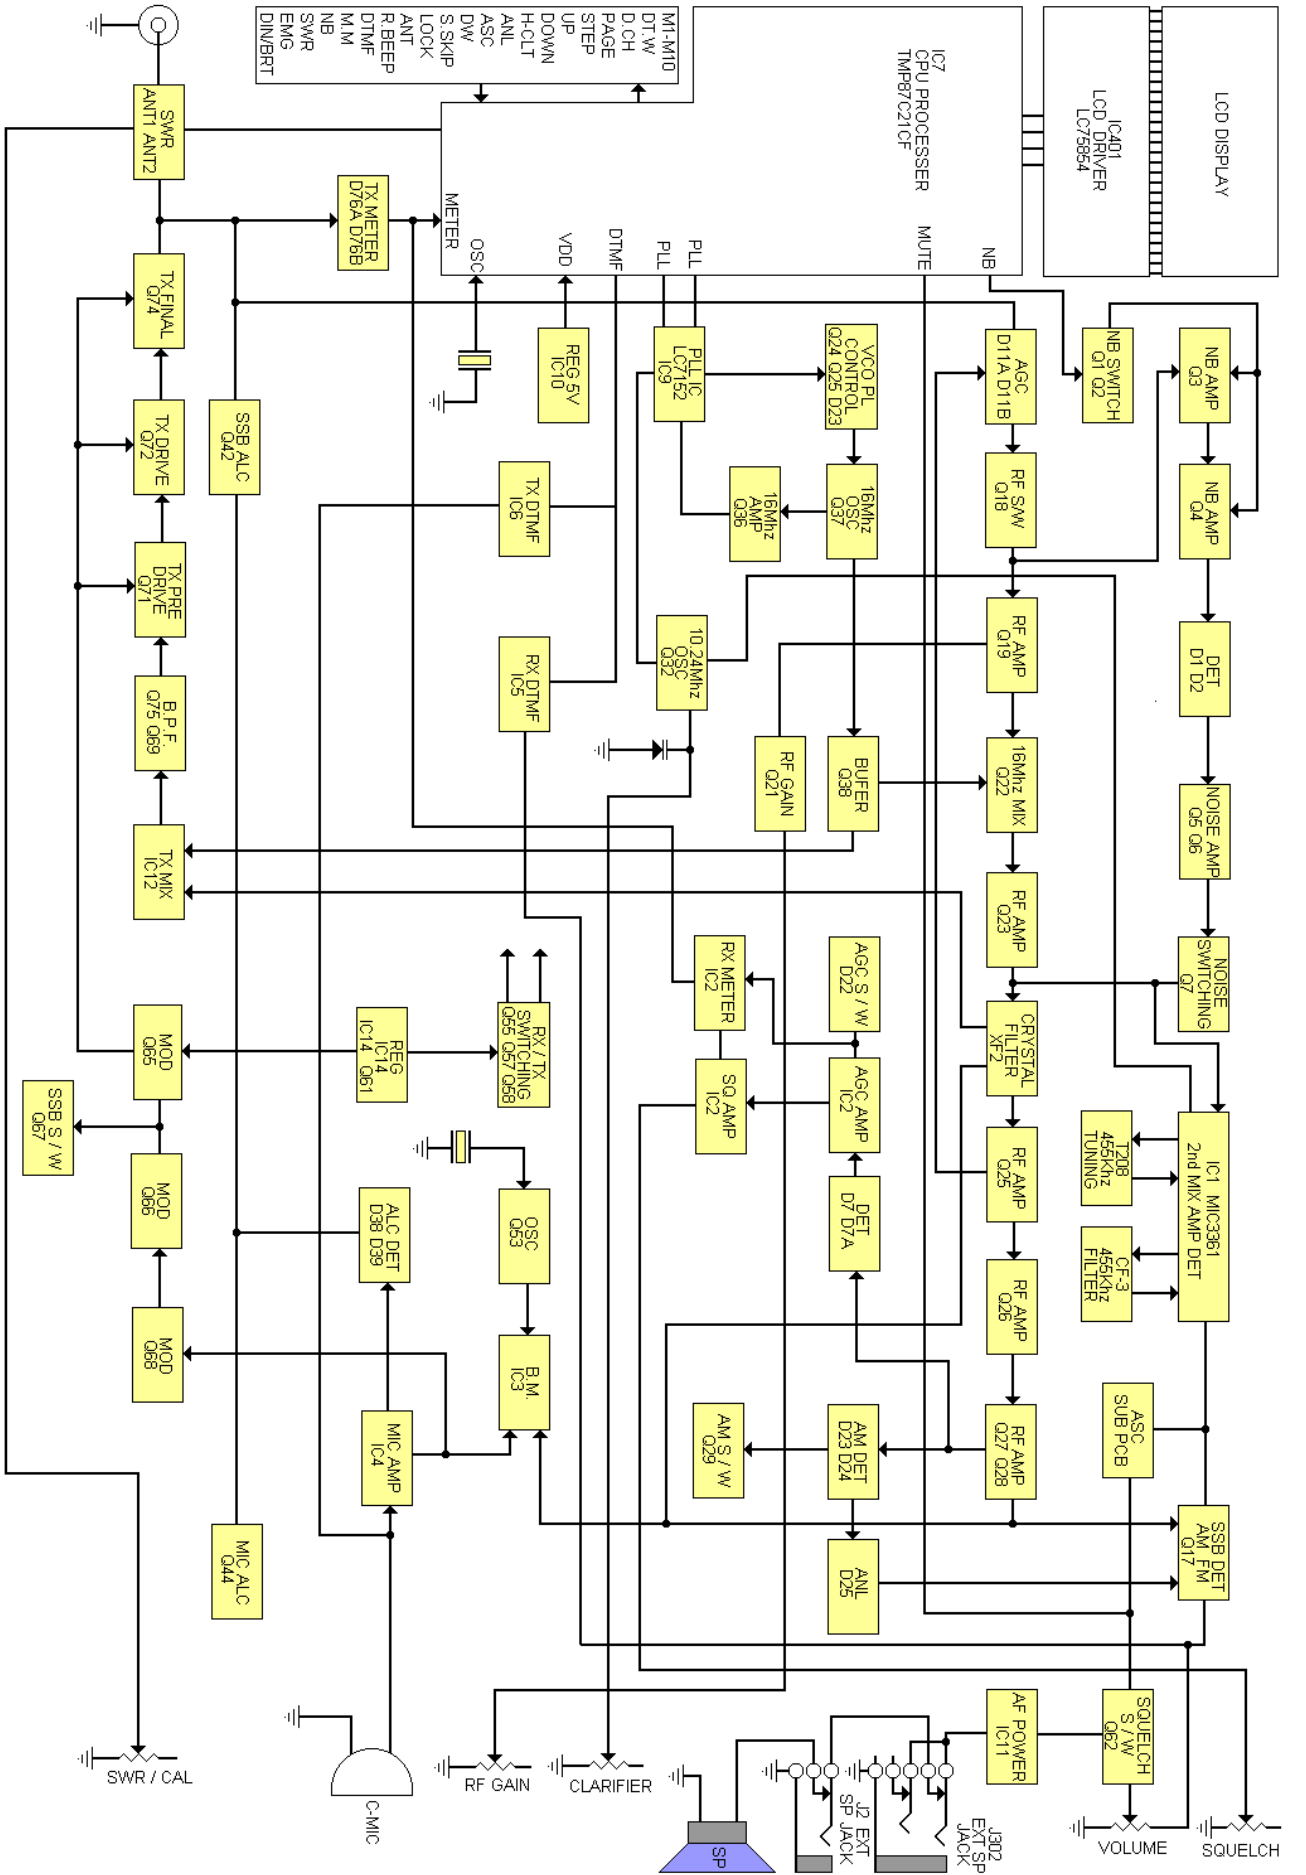 M1-M10
DT.W
D.CH
PAGE
STEP
UP
DOWN
H-CLT
ANL
ASC
DW
S.SKIP
LOCK
ANT
R.BEEP
DTMF
M.M
NB
SWR
EMG
DIN/BRT
IC7
CPU PROCESSER
TMP87C21CF
METER
OSC
VDD
DTMF
PLL
PLL
MUTE
NB
IC401
LCD DRIVER
LC75854
LCD DISPLAY
SWR
ANT1 ANT2
TX METER
D76A D76B
TX FINAL
Q74
TX DRIVE
Q72
SSB ALC
Q42
TX PRE
DRIVE
Q71
B.P.F.
Q75 Q69
TX MIX
IC12
REG 5V
IC10
PLL IC
LC7152
IC9
VCO PL
CONTROL
Q24 Q25 D23
AGC
D11A D11B
NB SWITCH
Q1 Q2
NB AMP
Q3
TX DTMF
IC6
16Mhz
AMP
Q36
16Mhz
OSC
Q37
RF S/W
Q18
NB AMP
Q4
RX DTMF
IC5
10.24Mhz
OSC
Q32
RF AMP
Q19
DET
D1 D2
RF GAIN
Q21
BUFER
Q38
16Mhz MIX
Q22
NOISE AMP
Q5 Q6
RF AMP
Q23
NOISE
SWITCHING
Q7
RX METER
IC2
AGC S / W
D22
CRYSTAL
FILTER
XF2
MOD
Q65
REG
IC14
IC14 Q61
RX / TX
SWITCHING
Q55 Q57 Q58
SQ AMP
IC2
AGC AMP
IC2
SSB S / W
Q67
MOD
Q66
ALC DET
D38 D39
OSC
Q53
DET
D7 D7A
RF AMP
Q25
T208
455Khz
TUNING
IC1 MIC3361
2nd MIX AMP DET
CF-3
455Khz
FILTER
RF AMP
Q26
MOD
Q68
B.M.
IC3
MIC AMP
IC4
AM S / W
Q29
AM DET
D23 D24
RF AMP
Q27 Q28
ASC
SUB PCB
MIC ALC
Q44
ANL
D25
SSB DET
AM FM
Q17
AF POWER
IC11
SQUELCH
S / W
Q62
SWR / CAL
C-MIC
RF GAIN
CLARIFIER
SP
J2 EXT
SP JACK
J302
EXT SP
JACK
VOLUME
SQUELCH